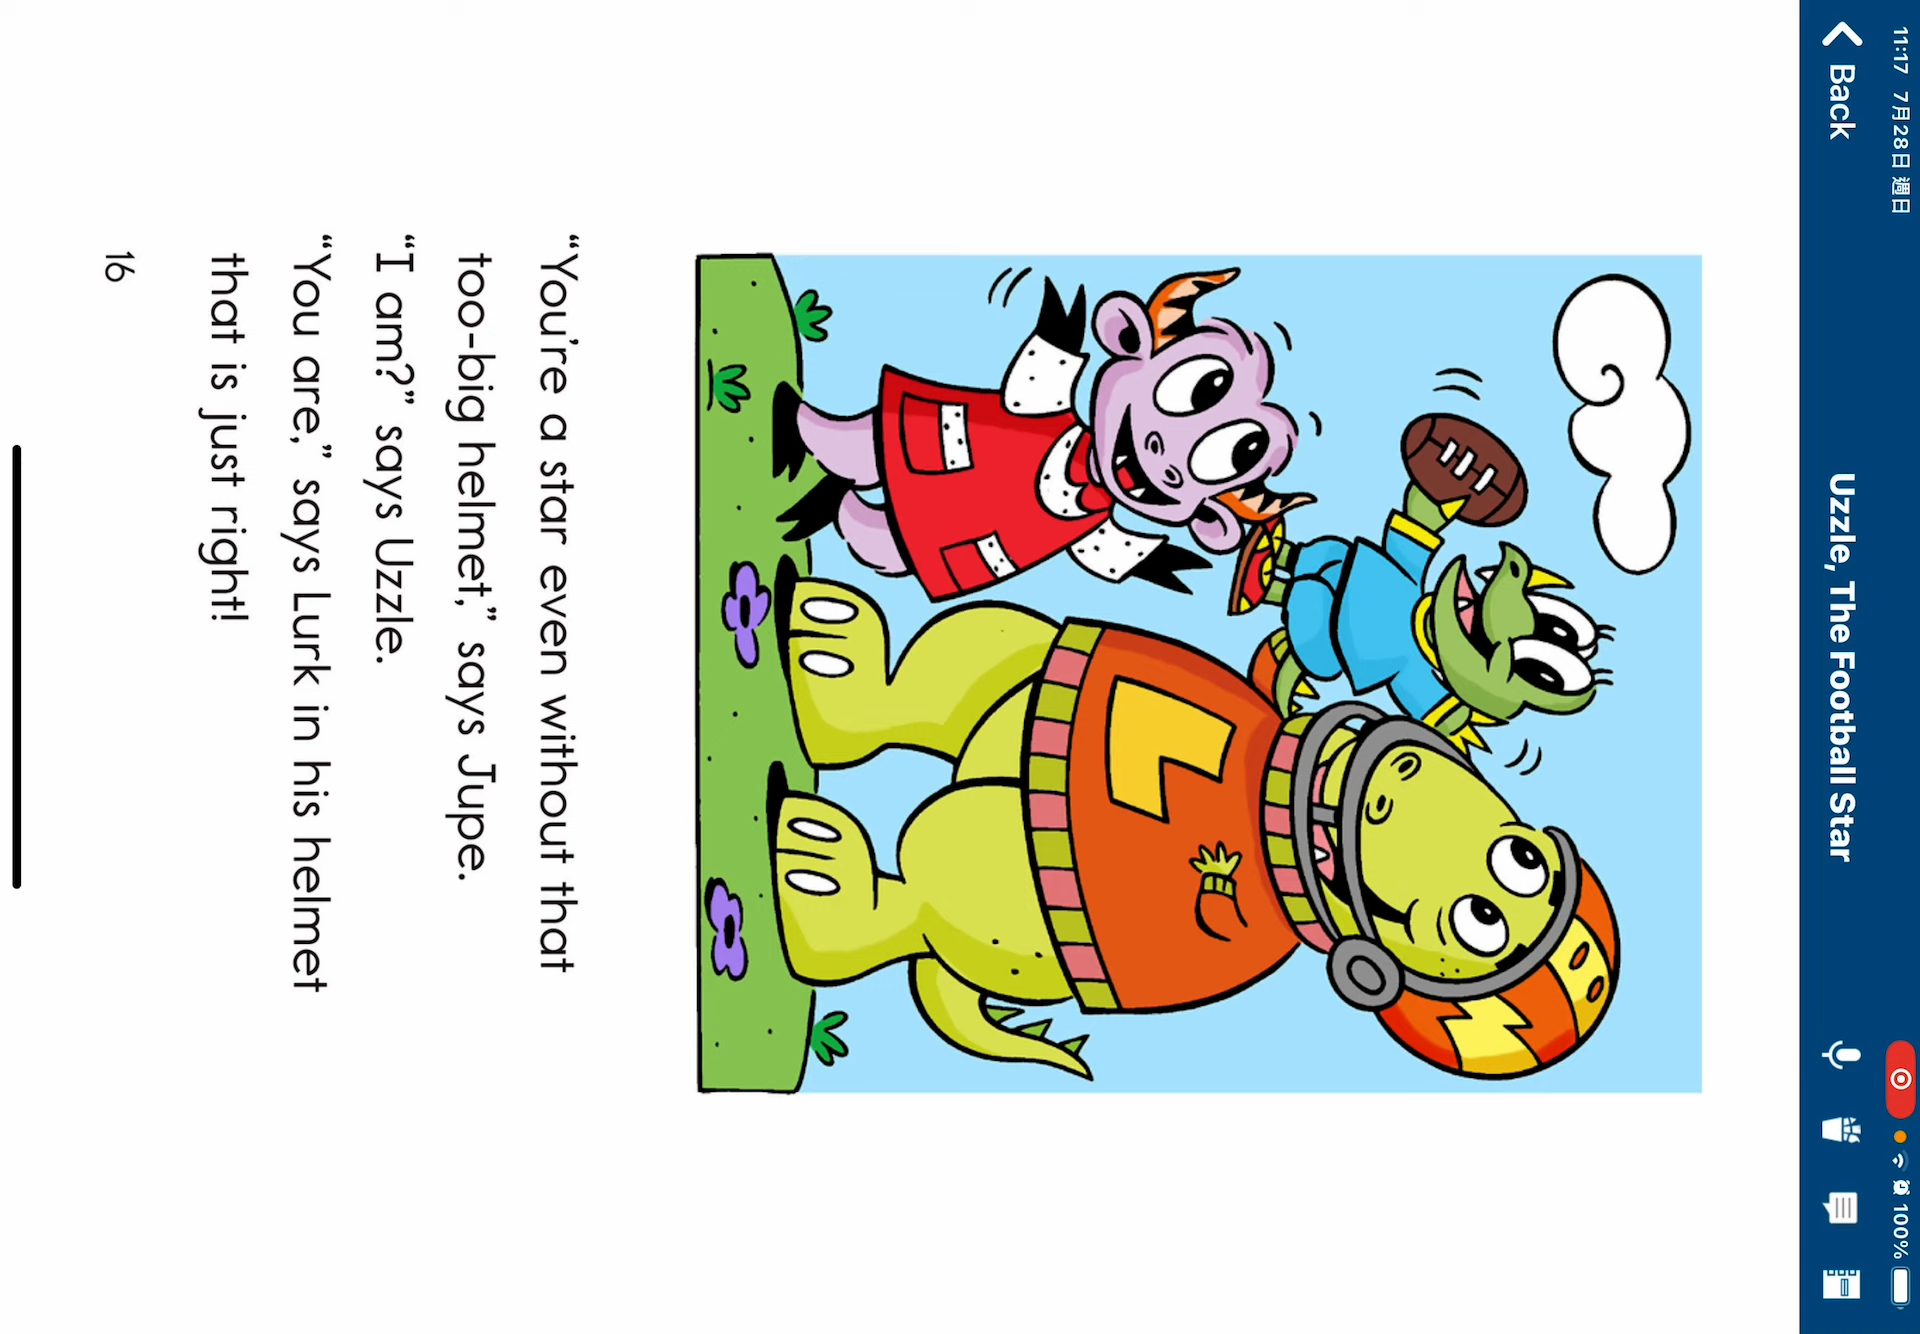 11:17 7月28日 週日
100%
Back
Uzzle, The Football Star
L
“You’re a star even without that
too-big helmet,” says Jupe.
“I am?” says Uzzle.
“You are,” says Lurk in his helmet
that is just right!
16